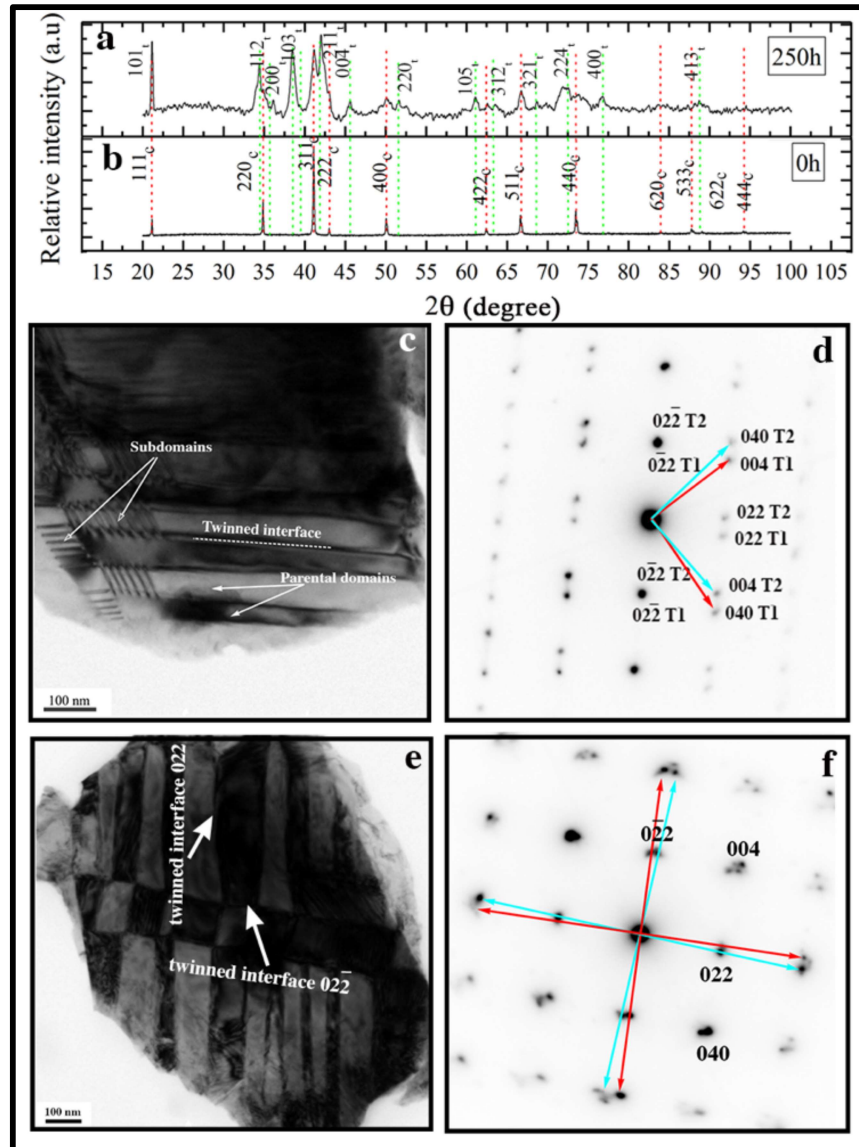 Relative intensity (a.u)
a
101t
112t
200t
103t
211t
004t
220t
105t
312t
321t
224t
400t
413t
250h
b
111c
220c
311c
222c
400c
422c
511c
440c
620c
533c
622c
444c
0h
15 20 25 30 35 40 45 50 55 60 65 70 75 80 85 90 95 100 105
2θ (degree)
c
Subdomains
Twinned interface
Parental domains
100 nm
d
022̅ T2
02̅2 T1
040 T2
004 T1
022 T2
022 T1
02̅2 T2
022̅ T1
004 T2
040 T1
e
twinned interface 022
twinned interface 022̅
100 nm
f
02̅2
004
022
040